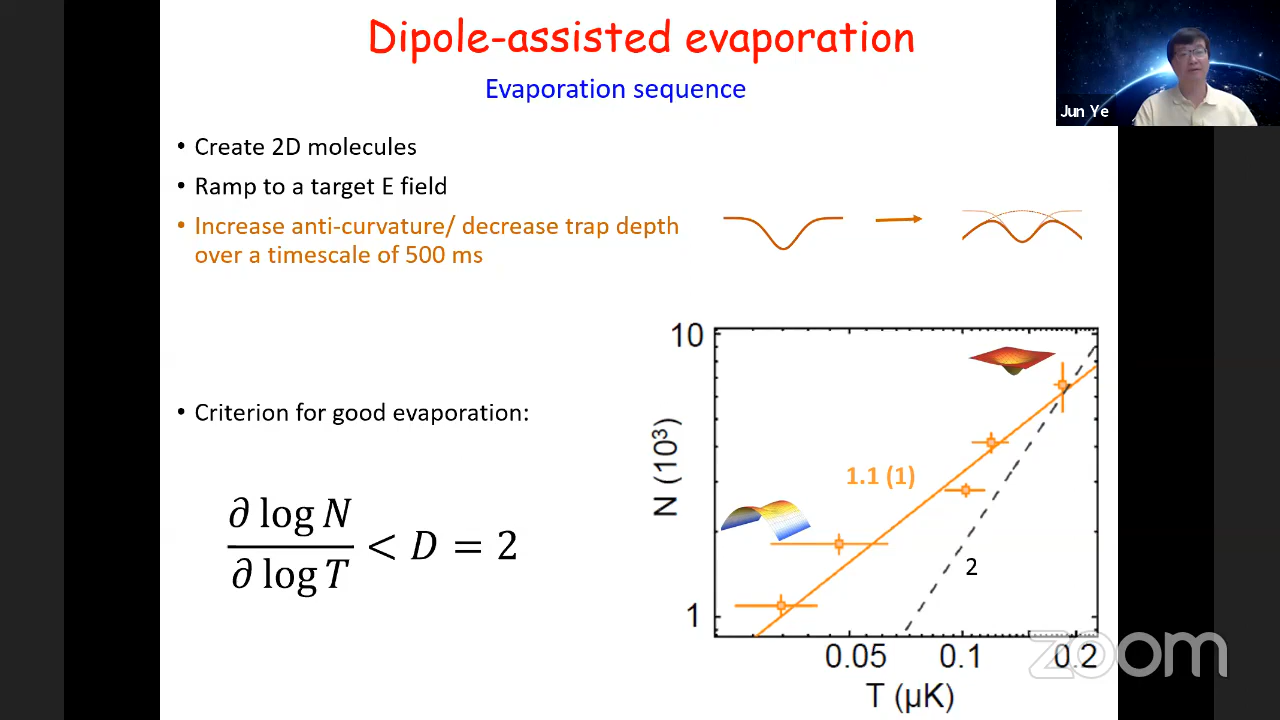 Dipole-assisted evaporation
Evaporation sequence
Jun Ye
• Create 2D molecules
• Ramp to a target E field
• Increase anti-curvature/ decrease trap depth
over a timescale of 500 ms
• Criterion for good evaporation:
∂ log N
∂ log T
< D = 2
10
1
N (10³)
1.1 (1)
2
0.05 0.1 0.2
T (μK)
zoom